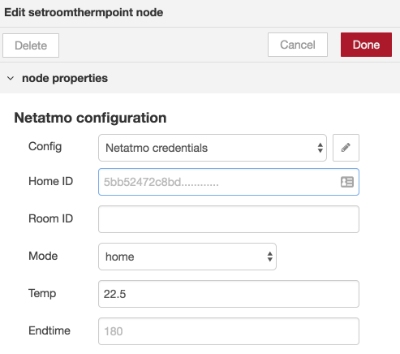 Edit setroomthermpoint node
Delete Cancel Done
node properties
Netatmo configuration
Config Netatmo credentials
Home ID 5bb52472c8bd............
Room ID
Mode home
Temp 22.5
Endtime 180